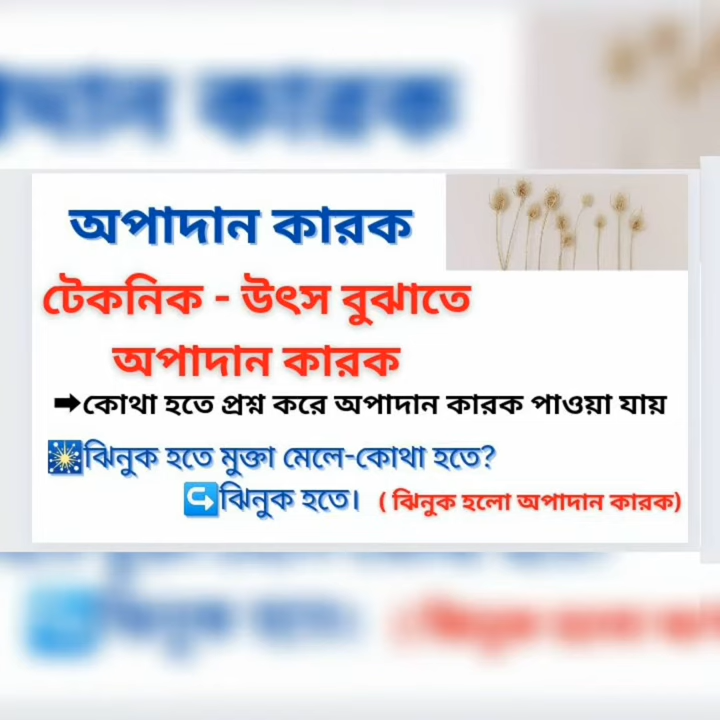 অপাদান কারক
টেকনিক - উৎস বুঝাতে
অপাদান কারক
➡কোথা হতে প্রশ্ন করে অপাদান কারক পাওয়া যায়
🎇ঝিনুক হতে মুক্তা মেলে-কোথা হতে?
↪ঝিনুক হতে। (ঝিনুক হলো অপাদান কারক)